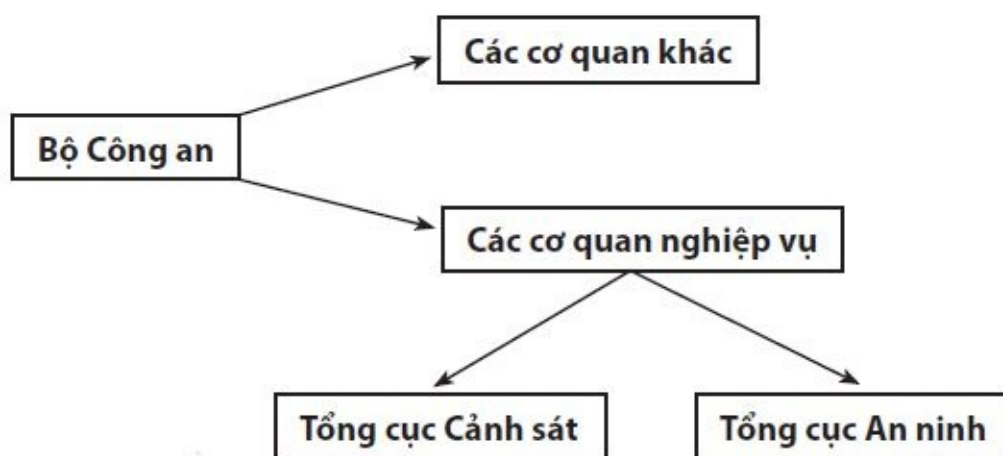 Các cơ quan khác
Bộ Công an
Các cơ quan nghiệp vụ
Tổng cục Cảnh sát
Tổng cục An ninh